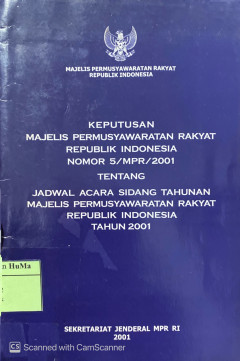 MAJELIS PERMUSYAWARATAN RAKYAT
REPUBLIK INDONESIA
KEPUTUSAN
MAJELIS PERMUSYAWARATAN RAKYAT
REPUBLIK INDONESIA
NOMOR 5/MPR/2001
TENTANG
JADWAL ACARA SIDANG TAHUNAN
MAJELIS PERMUSYAWARATAN RAKYAT
REPUBLIK INDONESIA
TAHUN 2001
n HuMa
SEKRETARIAT JENDERAL MPR RI
2001
CS Scanned with CamScanner